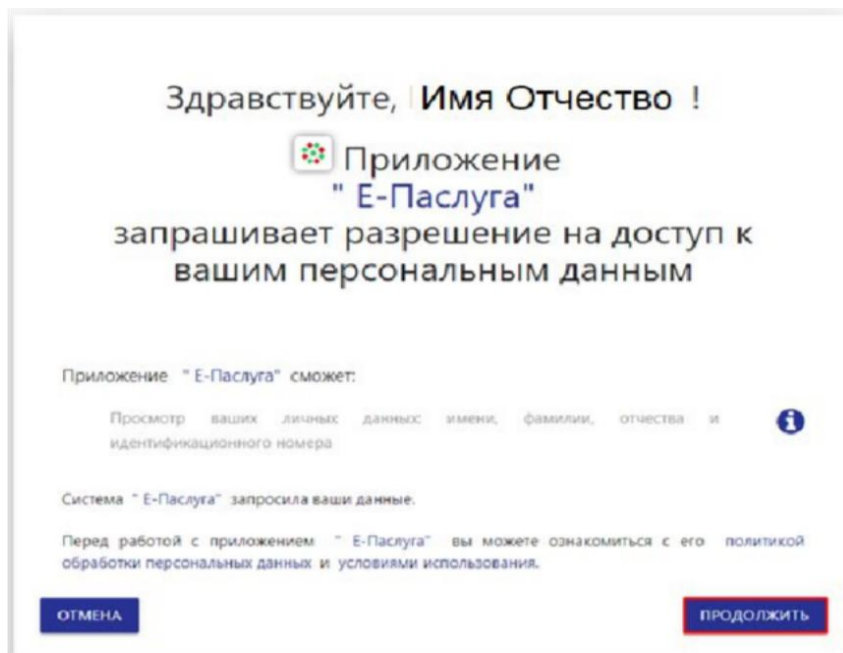 Здравствуйте, Имя Отчество !
Приложение
" Е-Паслуга"
запрашивает разрешение на доступ к
вашим персональным данным
Приложение " Е-Паслуга" сможет:
Просмотр ваших личных данных: имени, фамилии, отчества и
идентификационного номера
Система " Е-Паслуга" запросила ваши данные.
Перед работой с приложением " Е-Паслуга" вы можете ознакомиться с его политикой
обработки персональных данных и условиями использования.
ОТМЕНА
ПРОДОЛЖИТЬ